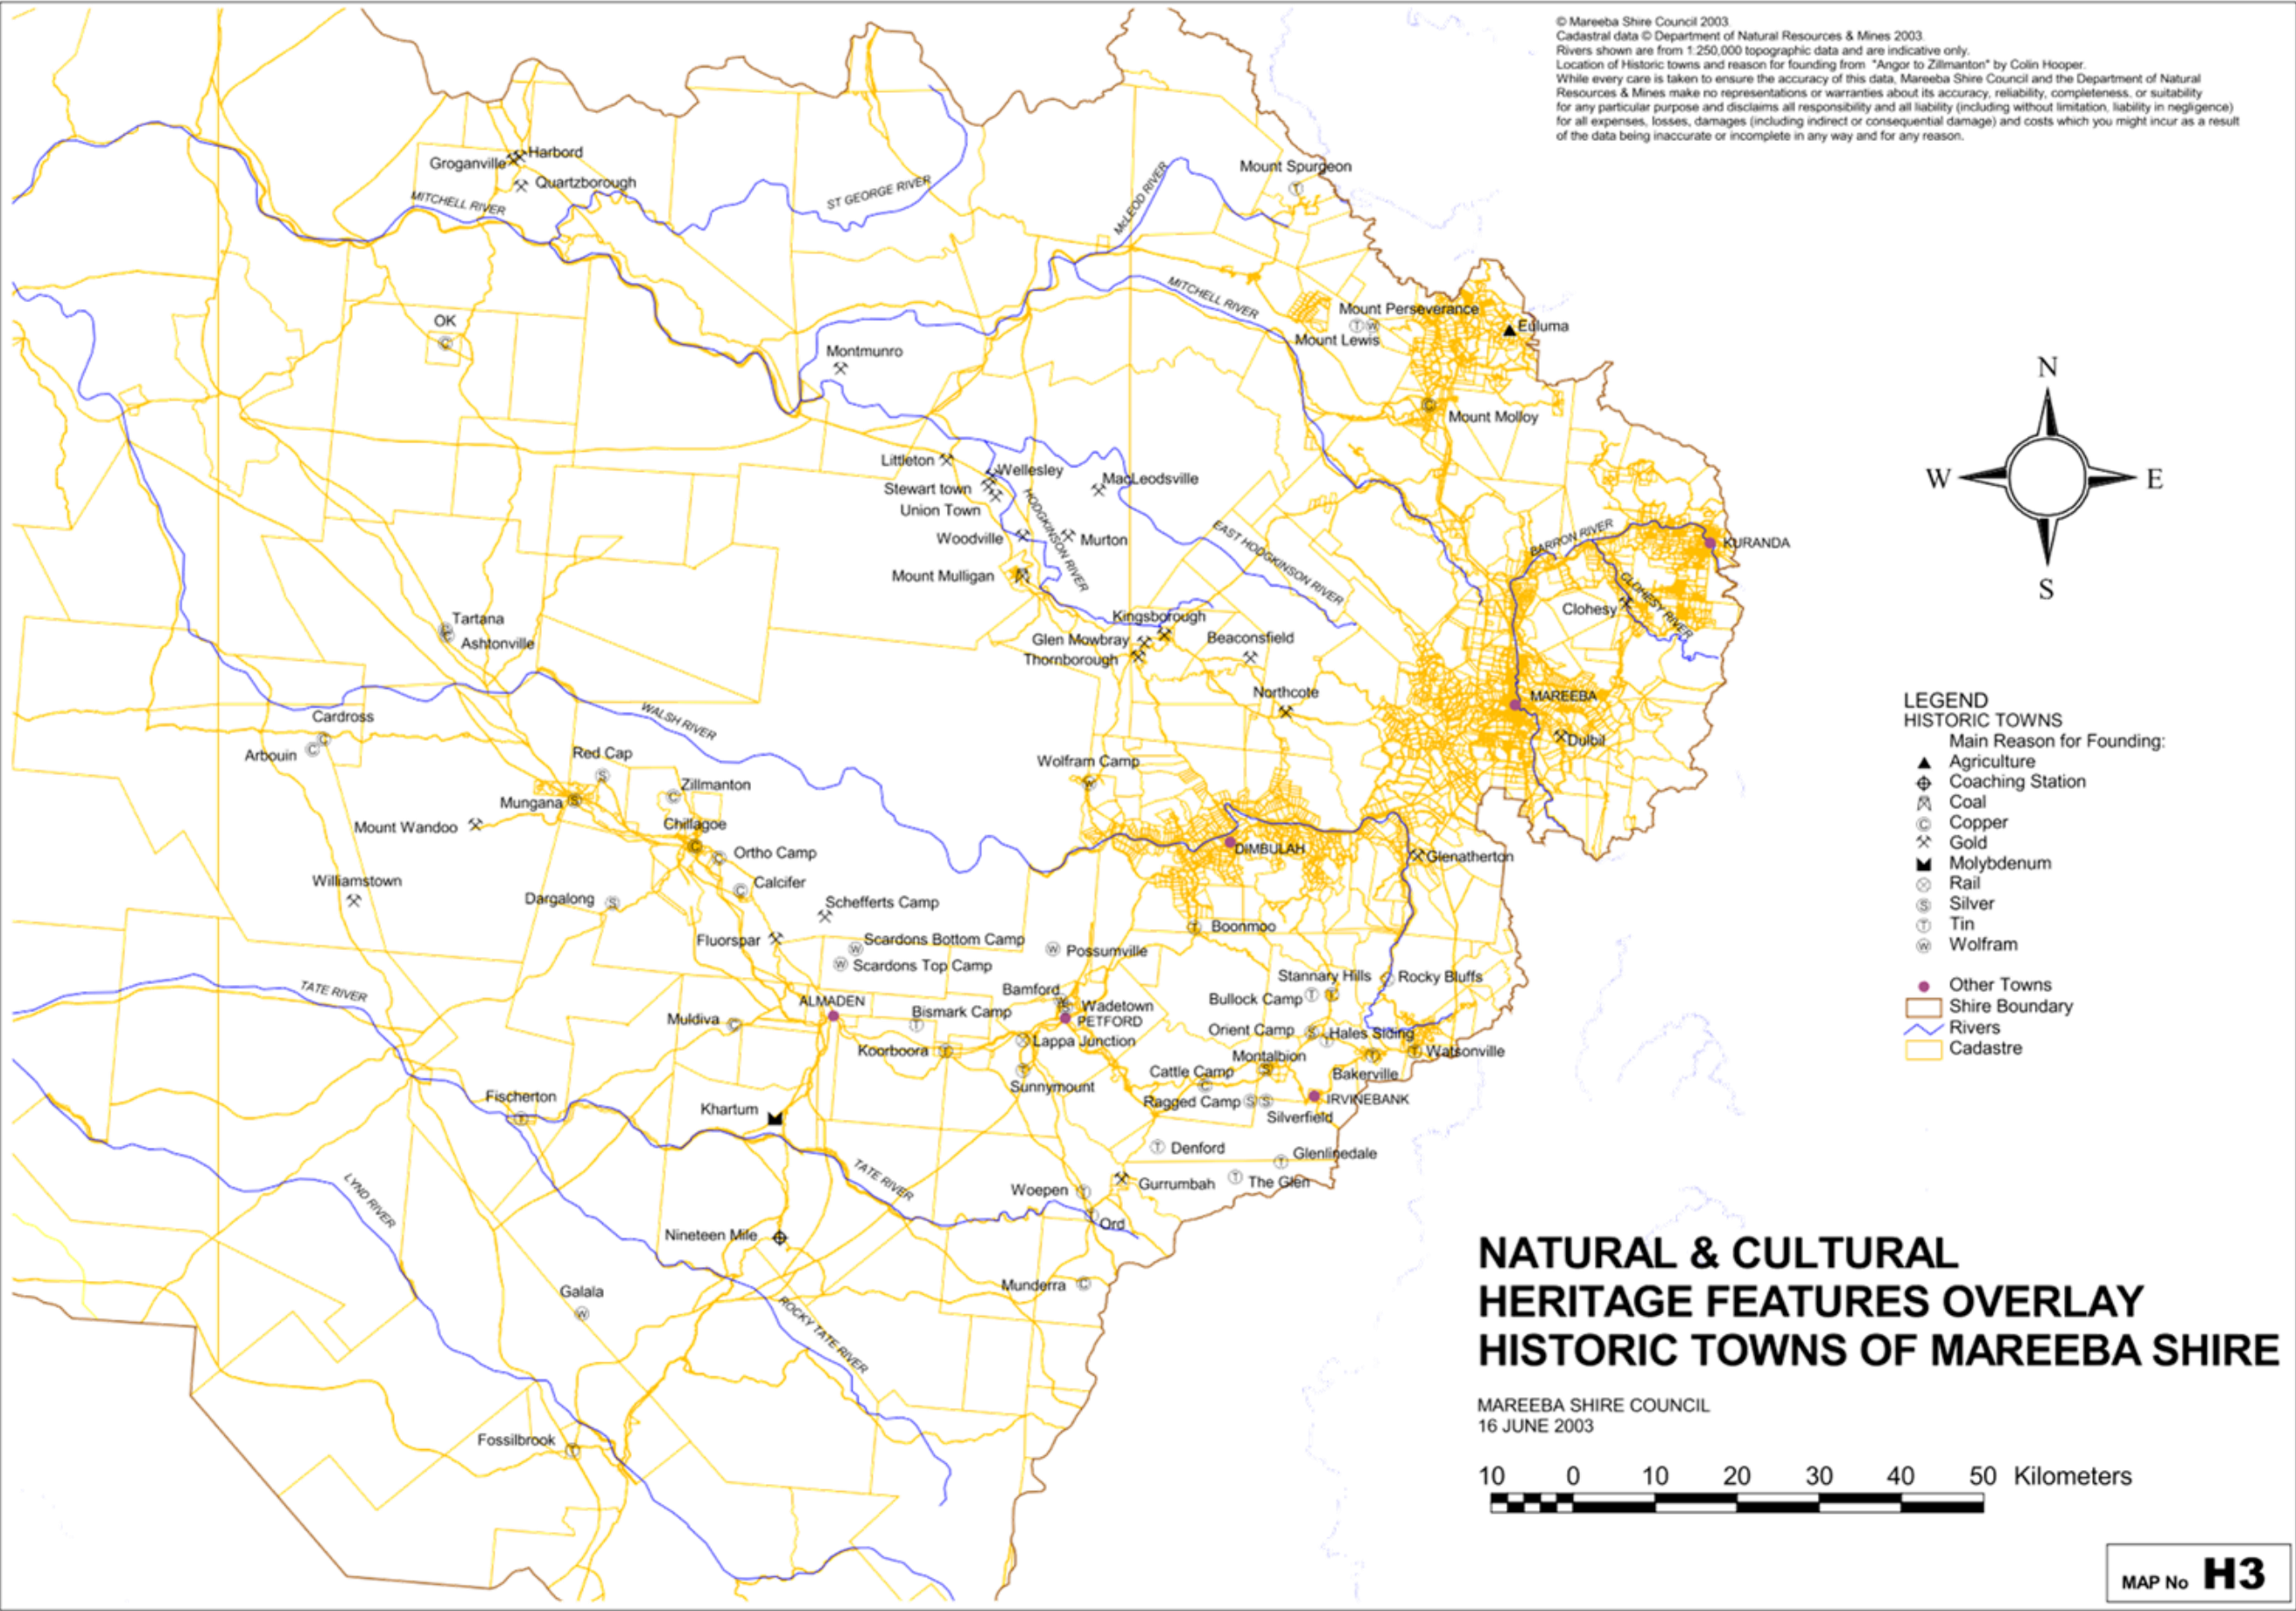 © Mareeba Shire Council 2003.
Cadastral data © Department of Natural Resources & Mines 2003.
Rivers shown are from 1:250,000 topographic data and are indicative only.
Location of Historic towns and reason for founding from "Angor to Zillmanton" by Colin Hooper.
While every care is taken to ensure the accuracy of this data, Mareeba Shire Council and the Department of Natural
Resources & Mines make no representations or warranties about its accuracy, reliability, completeness, or suitability
for any particular purpose and disclaims all responsibility and all liability (including without limitation, liability in negligence)
for all expenses, losses, damages (including indirect or consequential damage) and costs which you might incur as a result
of the data being inaccurate or incomplete in any way and for any reason.
Harbord
Groganville
Quartzborough
MITCHELL RIVER
ST GEORGE RIVER
McLEOD RIVER
Mount Spurgeon
MITCHELL RIVER
Mount Perseverance
T W
Euluma
Mount Lewis
OK
C
Montmunro
C
Mount Molloy
Littleton
Wellesley
MacLeodsville
Stewart town
Union Town
HODGKINSON RIVER
Woodville
Murton
EAST HODGKINSON RIVER
Mount Mulligan
BARRON RIVER
KURANDA
CLOHESY RIVER
Clohesy
Kingsborough
Glen Mowbray
Beaconsfield
Thornborough
Tartana
Ashtonville
Northcote
MAREEBA
Dulbil
WALSH RIVER
Cardross
C
Arbouin
C
Red Cap
S
Wolfram Camp
W
Zillmanton
C
Mungana
S
Mount Wandoo
Chillagoe
C
Ortho Camp
C
DIMBULAH
Glenatherton
Williamstown
Calcifer
C
Dargalong
S
Schefferts Camp
Boonmoo
T
Fluorspar
Scardons Bottom Camp
W
Scardons Top Camp
W
Possumville
W
Stannary Hills
T
Rocky Bluffs
TATE RIVER
Bamford
Bullock Camp
T
ALMADEN
Wadetown
Bismark Camp
T
PETFORD
Muldiva
C
Orient Camp
S
Hales Siding
T
Lappa Junction
Koorboora
T
Montalbion
S
Watsonville
T
Bakerville
T
Cattle Camp
C
Sunnymount
T
Fischerton
T
Khartum
Ragged Camp
S S
IRVINEBANK
Silverfield
Denford
T
Glenlinedale
T
TATE RIVER
LYND RIVER
Woepen
T
Gurrumbah
The Glen
T
Ord
Nineteen Mile
Munderra
C
Galala
W
ROCKY TATE RIVER
Fossilbrook
T
N
W
E
S
LEGEND
HISTORIC TOWNS
Main Reason for Founding:
Agriculture
Coaching Station
Coal
C Copper
Gold
Molybdenum
Rail
S Silver
T Tin
W Wolfram
Other Towns
Shire Boundary
Rivers
Cadastre
NATURAL & CULTURAL
HERITAGE FEATURES OVERLAY
HISTORIC TOWNS OF MAREEBA SHIRE
MAREEBA SHIRE COUNCIL
16 JUNE 2003
10 0 10 20 30 40 50 Kilometers
MAP No H3